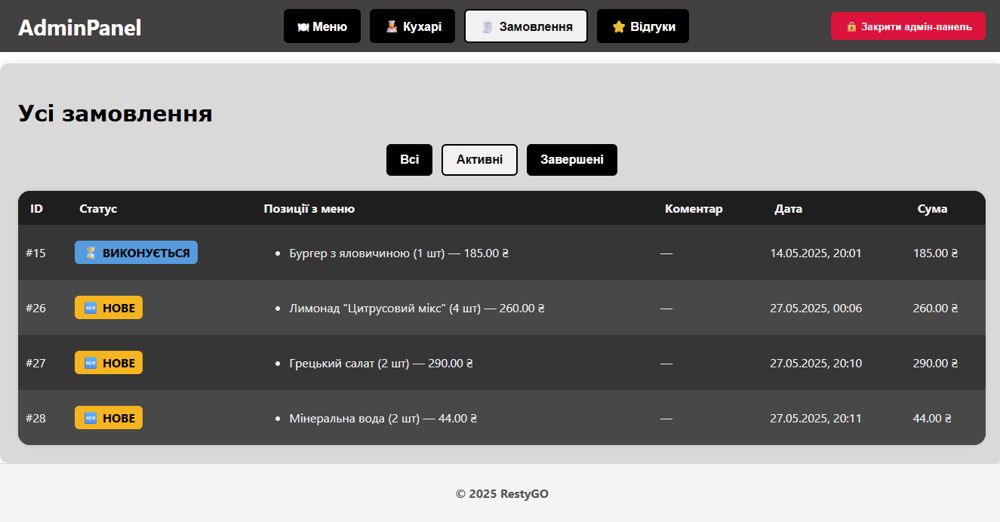 AdminPanel 🍽 Меню 👨‍🍳 Кухарі 🧾 Замовлення ⭐ Відгуки 🔒 Закрити адмін-панель
Усі замовлення
Всі Активні Завершені
ID Статус Позиції з меню Коментар Дата Сума
#15 ⏳ ВИКОНУЄТЬСЯ • Бургер з яловичиною (1 шт) — 185.00 ₴ — 14.05.2025, 20:01 185.00 ₴
#26 🆕 НОВЕ • Лимонад "Цитрусовий мікс" (4 шт) — 260.00 ₴ — 27.05.2025, 00:06 260.00 ₴
#27 🆕 НОВЕ • Грецький салат (2 шт) — 290.00 ₴ — 27.05.2025, 20:10 290.00 ₴
#28 🆕 НОВЕ • Мінеральна вода (2 шт) — 44.00 ₴ — 27.05.2025, 20:11 44.00 ₴
© 2025 RestyGO